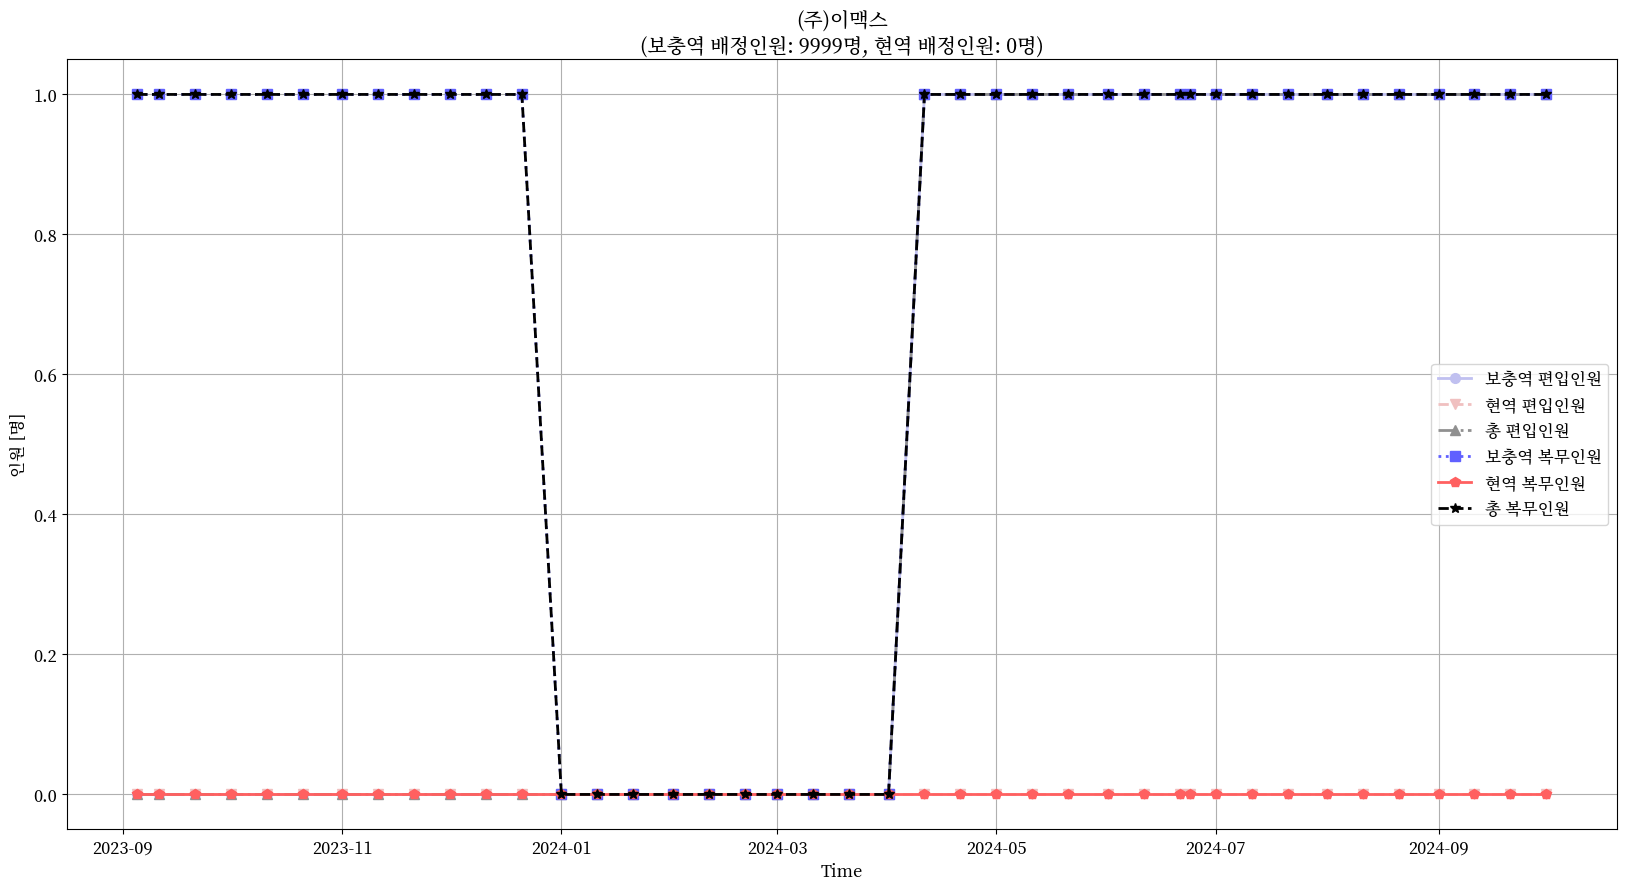 (주)이맥스
(보충역 배정인원: 9999명, 현역 배정인원: 0명)
1.0
0.8
0.6
0.4
0.2
0.0
인원 [명]
보충역 편입인원
현역 편입인원
총 편입인원
보충역 복무인원
현역 복무인원
총 복무인원
2023-09
2023-11
2024-01
2024-03
2024-05
2024-07
2024-09
Time